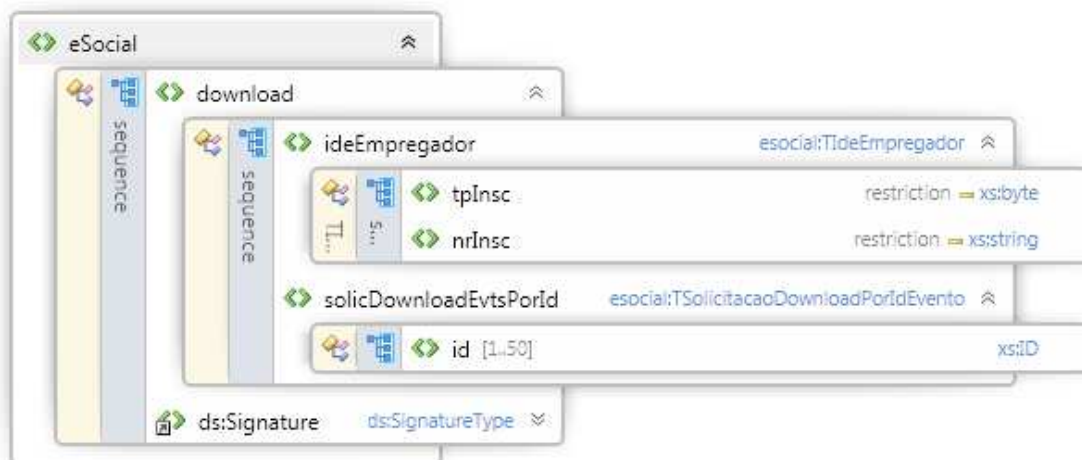 eSocial
sequence
download
sequence
ideEmpregador esocial:TIdeEmpregador
TI...
s...
tpInsc restriction xs:byte
nrInsc restriction xs:string
solicDownloadEvtsPorId esocial:TSolicitacaoDownloadPorIdEvento
id [1..50] xs:ID
ds:Signature ds:SignatureType